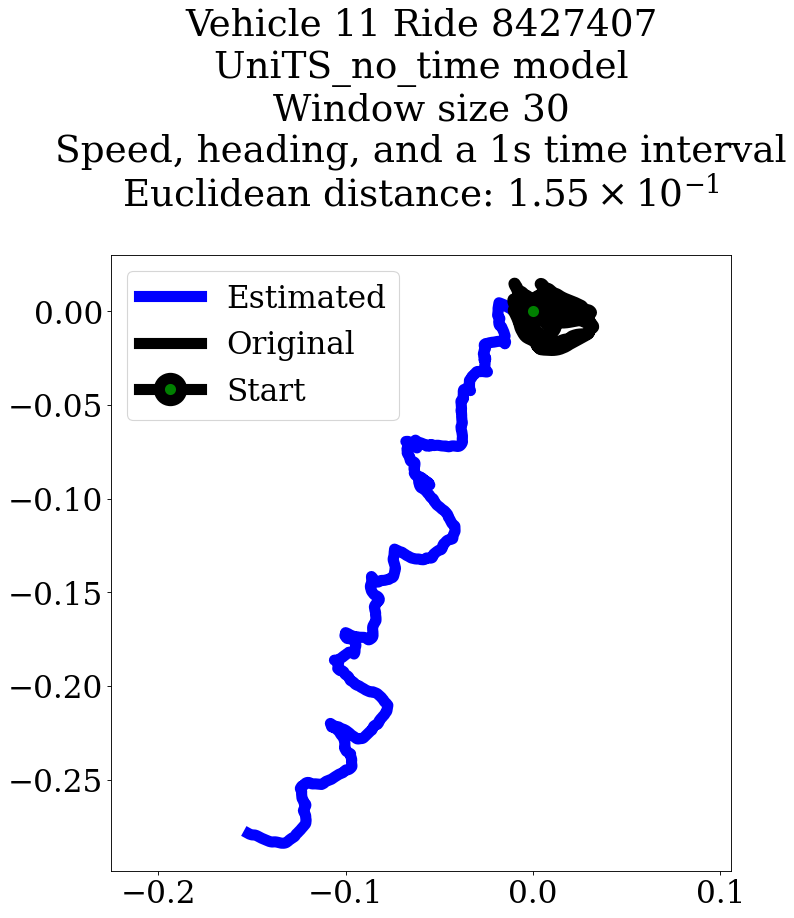 Vehicle 11 Ride 8427407
UniTS_no_time model
Window size 30
Speed, heading, and a 1s time interval
Euclidean distance: 1.55 × 10⁻¹
Estimated
Original
Start
0.00
−0.05
−0.10
−0.15
−0.20
−0.25
−0.2 −0.1 0.0 0.1